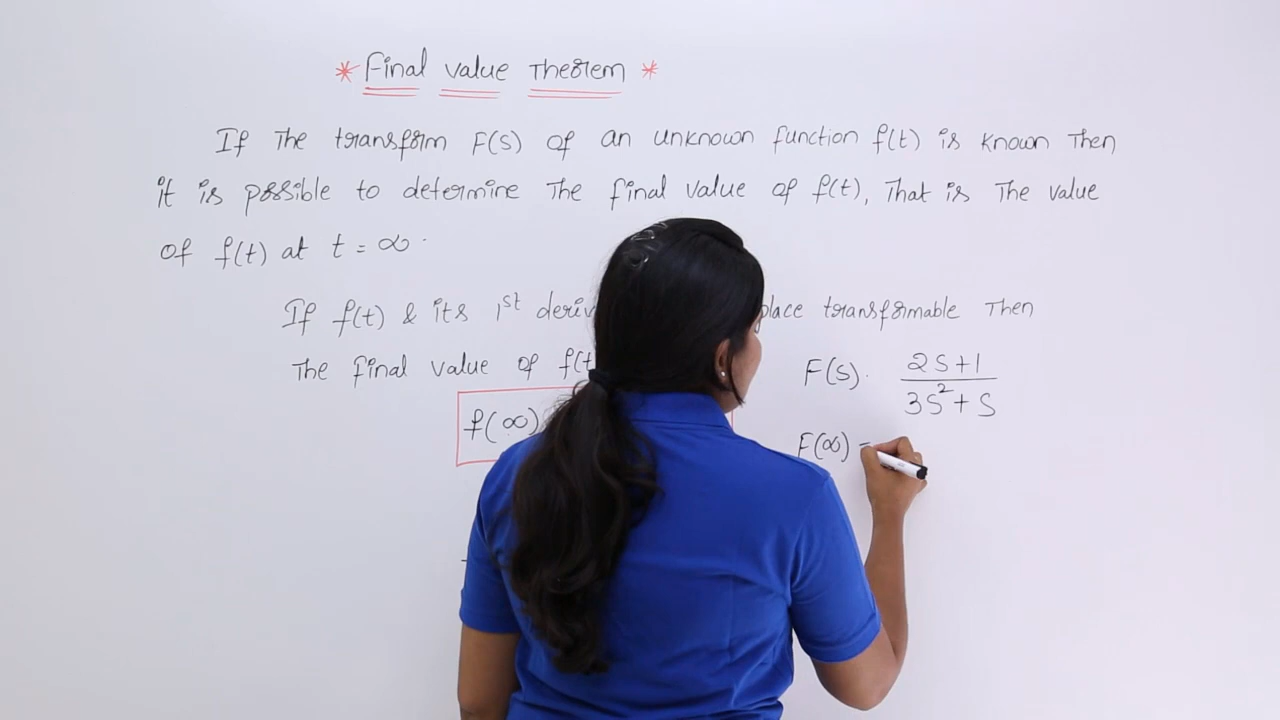 * Final value Theorem *
If The transform F(S) of an unknown function f(t) is known Then
it is possible to determine The final value of f(t), That is The value
of f(t) at t = ∞.
If f(t) & its 1st transformable Then
The final value of
f(∞)
F(S). 2S+1
3S²+S
F(∞) =